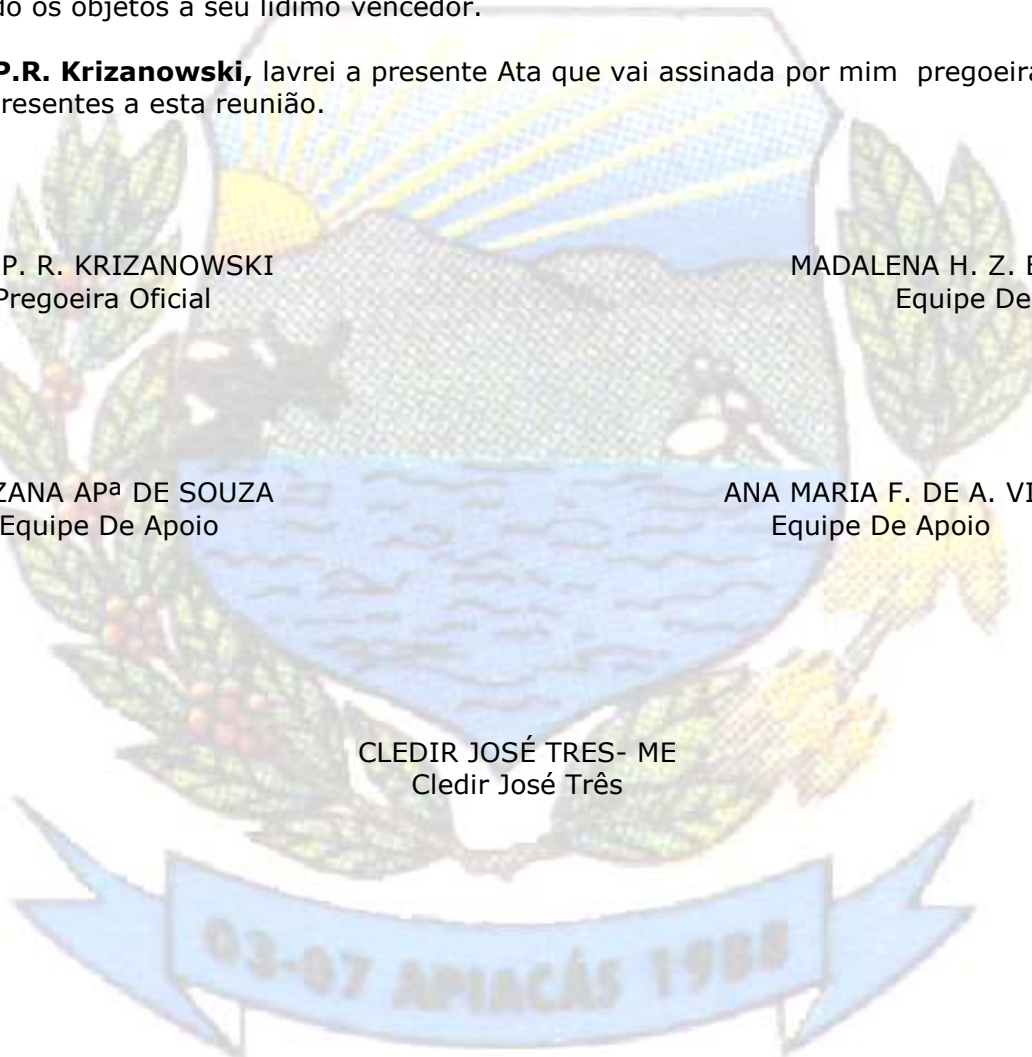 do os objetos a seu lídimo vencedor.
P.R. Krizanowski, lavrei a presente Ata que vai assinada por mim pregoeira
resentes a esta reunião.
P. R. KRIZANOWSKI
Pregoeira Oficial
MADALENA H. Z.
Equipe De
ZANA APª DE SOUZA
Equipe De Apoio
ANA MARIA F. DE A. VI
Equipe De Apoio
CLEDIR JOSÉ TRES- ME
Cledir José Três
03-07 APIACÁS 1988